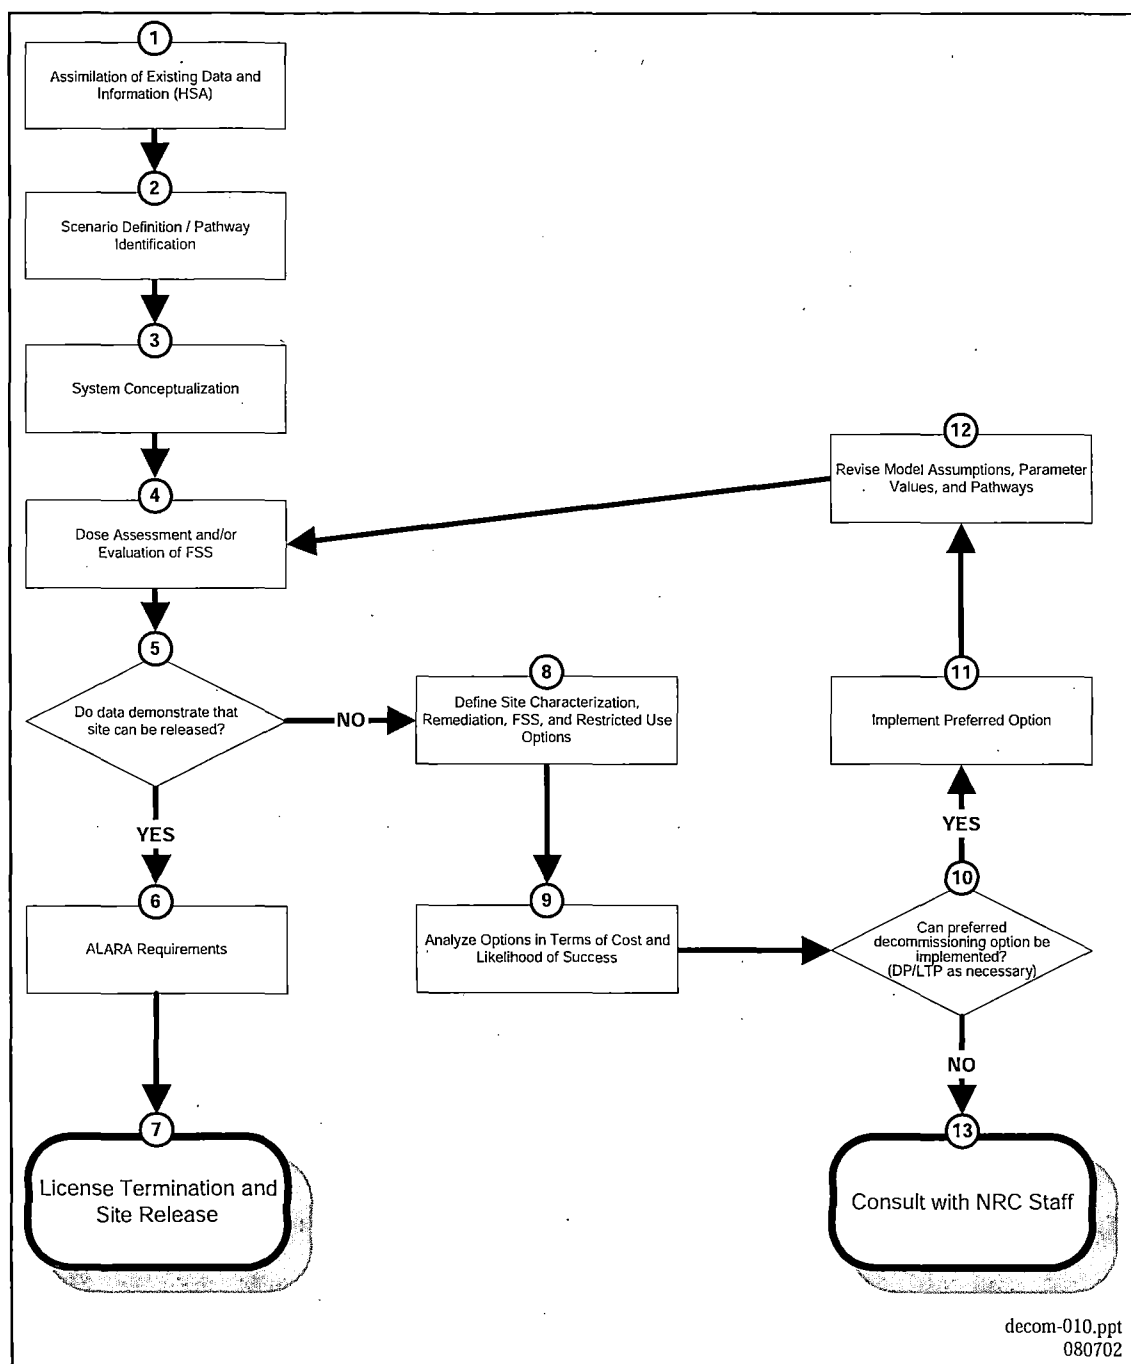 1
Assimilation of Existing Data and
Information (HSA)
2
Scenario Definition / Pathway
Identification
3
System Conceptualization
4
Dose Assessment and/or
Evaluation of FSS
5
Do data demonstrate that
site can be released?
NO
YES
6
ALARA Requirements
7
License Termination and
Site Release
8
Define Site Characterization,
Remediation, FSS, and Restricted Use
Options
9
Analyze Options in Terms of Cost and
Likelihood of Success
10
Can preferred
decommissioning option be
implemented?
(DP/LTP as necessary)
YES
11
Implement Preferred Option
12
Revise Model Assumptions, Parameter
Values, and Pathways
NO
13
Consult with NRC Staff
decom-010.ppt
080702